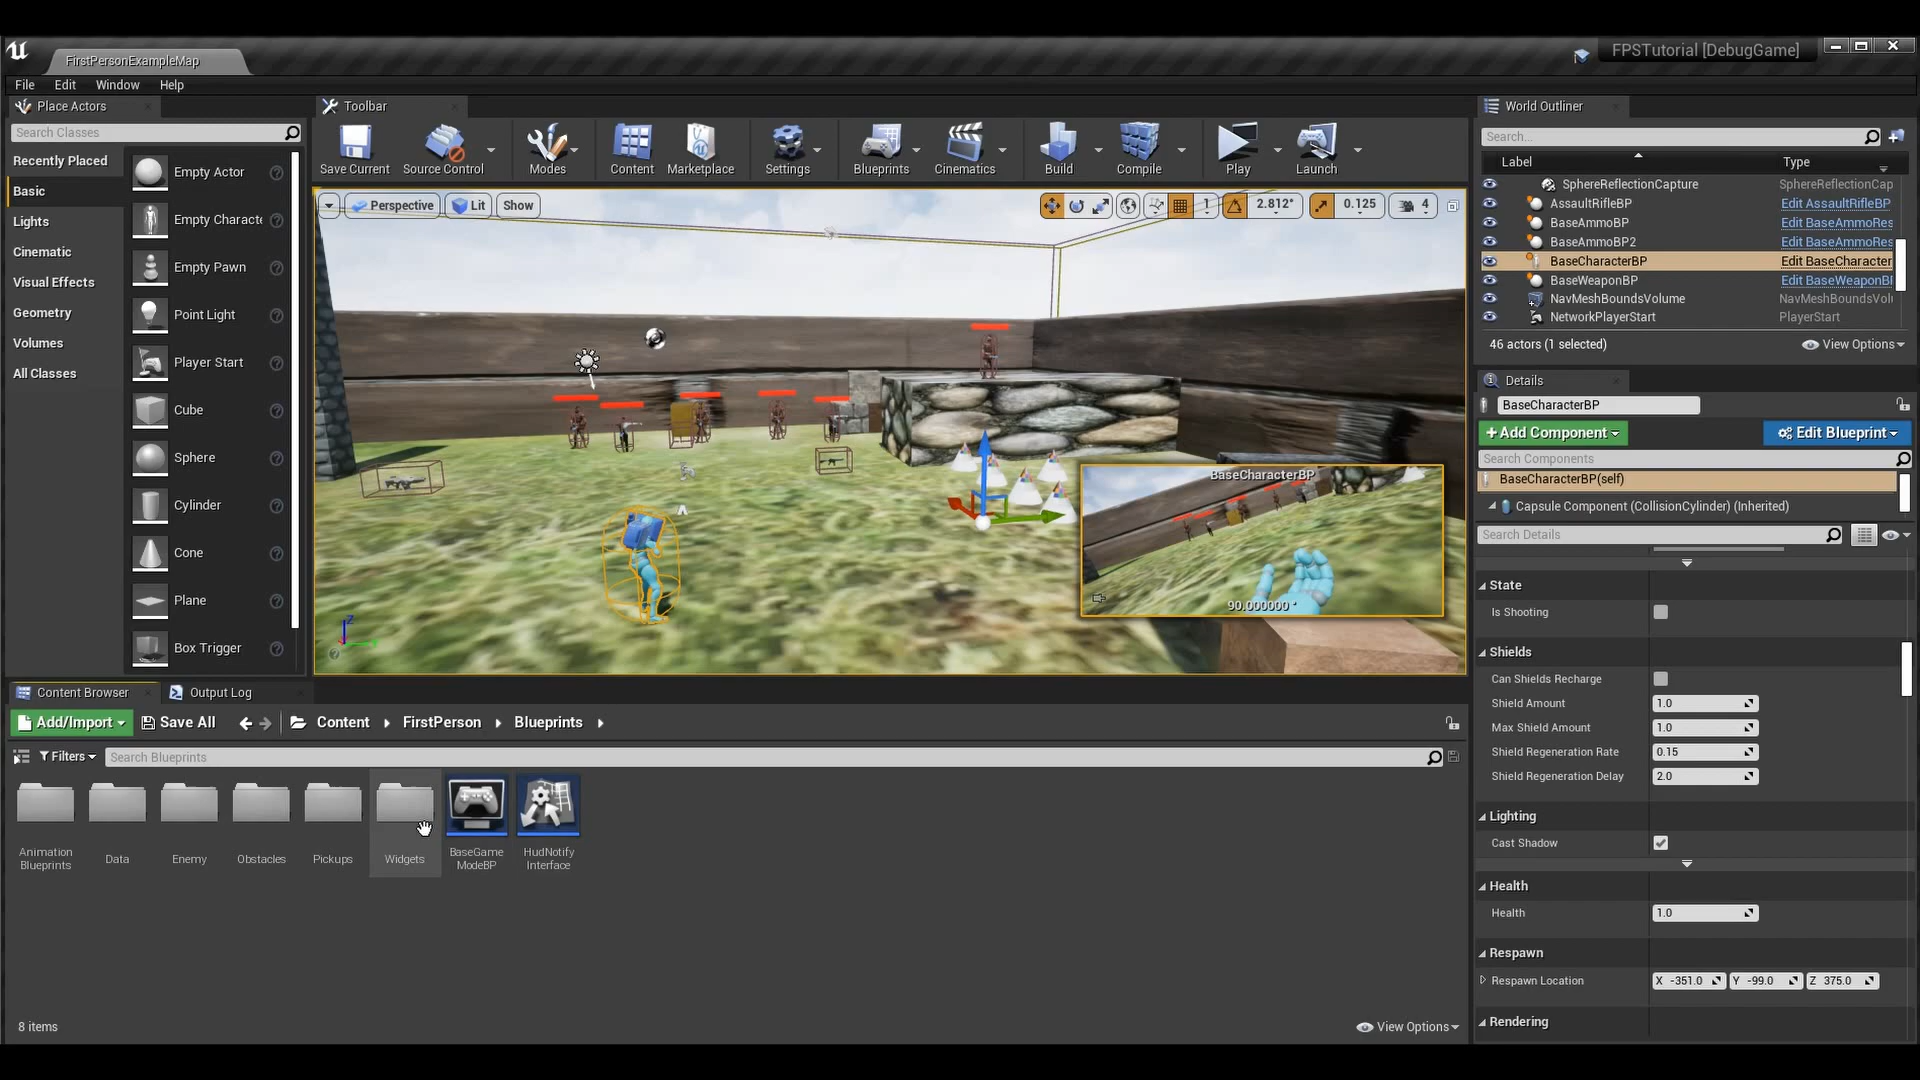 FirstPersonExampleMap
FPSTutorial [DebugGame]
File Edit Window Help
Place Actors
Search Classes
Recently Placed
Basic
Lights
Cinematic
Visual Effects
Geometry
Volumes
All Classes
Empty Actor
Empty Characte
Empty Pawn
Point Light
Player Start
Cube
Sphere
Cylinder
Cone
Plane
Box Trigger
Toolbar
Save Current
Source Control
Modes
Content
Marketplace
Settings
Blueprints
Cinematics
Build
Compile
Play
Launch
Perspective
Lit
Show
1
2.812°
0.125
4
BaseCharacterBP
90.000000 °
Z
World Outliner
Search...
Label Type
SphereReflectionCapture SphereReflectionCap
AssaultRifleBP Edit AssaultRifleBP
BaseAmmoBP Edit BaseAmmoRes
BaseAmmoBP2 Edit BaseAmmoRes
BaseCharacterBP Edit BaseCharacter
BaseWeaponBP Edit BaseWeaponBP
NavMeshBoundsVolume NavMeshBoundsVolu
NetworkPlayerStart PlayerStart
46 actors (1 selected)
View Options
Details
BaseCharacterBP
+Add Component
Edit Blueprint
Search Components
BaseCharacterBP(self)
Capsule Component (CollisionCylinder) (Inherited)
Search Details
State
Is Shooting
Shields
Can Shields Recharge
Shield Amount 1.0
Max Shield Amount 1.0
Shield Regeneration Rate 0.15
Shield Regeneration Delay 2.0
Lighting
Cast Shadow
Health
Health 1.0
Respawn
Respawn Location X -351.0 Y -99.0 Z 375.0
Rendering
Content Browser
Output Log
Add/Import
Save All
Content
FirstPerson
Blueprints
Filters
Search Blueprints
Animation
Blueprints
Data
Enemy
Obstacles
Pickups
Widgets
BaseGame
ModeBP
HudNotify
Interface
8 items
View Options